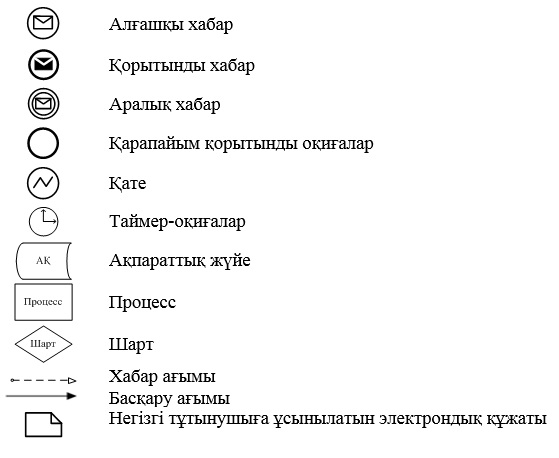 Алғашқы хабар
Қорытынды хабар
Аралық хабар
Қарапайым қорытынды оқиғалар
Қате
Таймер-оқиғалар
АҚ Ақпараттық жүйе
Процесс Процесс
Шарт Шарт
Хабар ағымы
Басқару ағымы
Негізгі тұтынушыға ұсынылатын электрондық құжаты